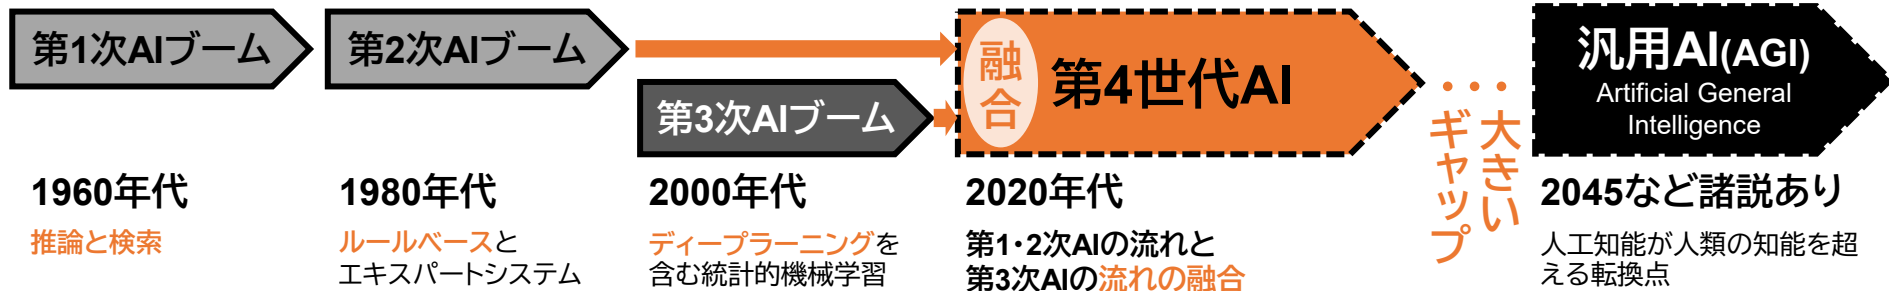 第1次AIブーム
1960年代
推論と検索
第2次AIブーム
1980年代
ルールベースと
エキスパートシステム
第3次AIブーム
2000年代
ディープラーニングを
含む統計的機械学習
融合
第4世代AI
2020年代
第1・2次AIの流れと
第3次AIの流れの融合
・・・
大きい
ギャップ
汎用AI(AGI)
Artificial General
Intelligence
2045など諸説あり
人工知能が人類の知能を超
える転換点